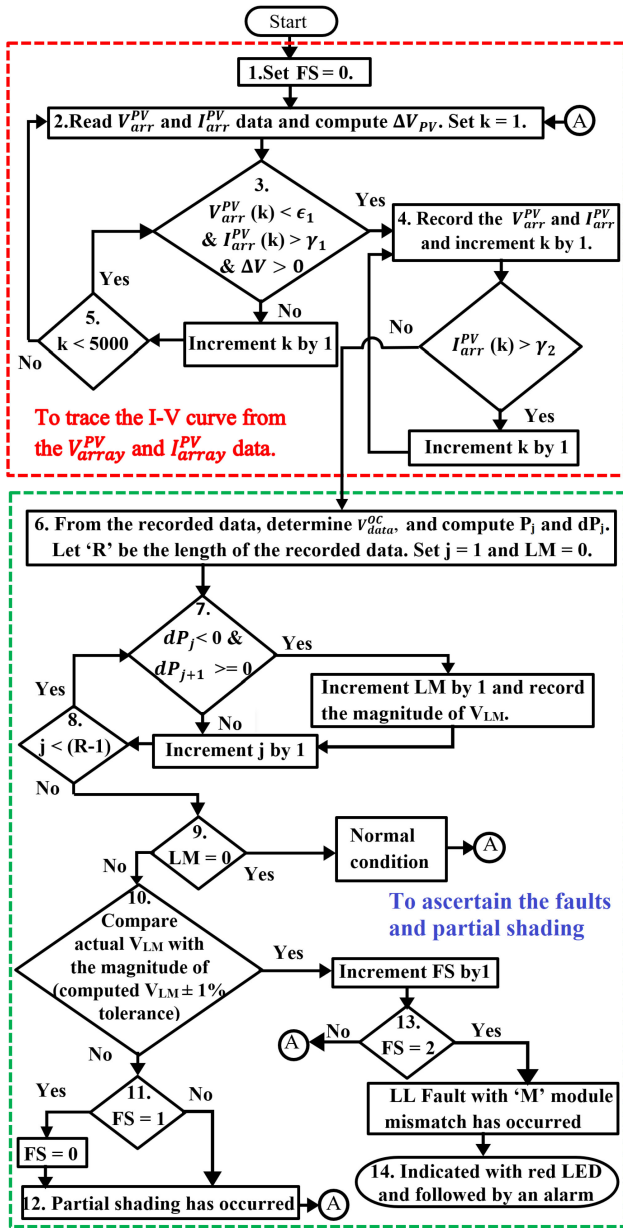 Start
1.Set FS = 0.
2.Read V_arr^PV and I_arr^PV data and compute ΔV_PV. Set k = 1.
A
3.
V_arr^PV (k) < ϵ_1
& I_arr^PV (k) > γ_1
& ΔV > 0
Yes
4. Record the V_arr^PV and I_arr^PV
and increment k by 1.
Yes
5.
k < 5000
No
No
Increment k by 1
No
I_arr^PV (k) > γ_2
Yes
Increment k by 1
To trace the I-V curve from
the V_array^PV and I_array^PV data.
6. From the recorded data, determine V_data^OC, and compute P_j and dP_j.
Let ‘R’ be the length of the recorded data. Set j = 1 and LM = 0.
7.
dP_j < 0 &
dP_j+1 >= 0
Yes
Increment LM by 1 and record
the magnitude of V_LM.
Yes
No
8.
j < (R-1)
Increment j by 1
No
9.
LM = 0
No
Yes
Normal
condition
A
To ascertain the faults
and partial shading
10.
Compare
actual V_LM with
the magnitude of
(computed V_LM ± 1%
tolerance)
Yes
Increment FS by1
13.
FS = 2
No
A
Yes
No
11.
FS = 1
Yes
No
FS = 0
LL Fault with ‘M’ module
mismatch has occurred
12. Partial shading has occurred
A
14. Indicated with red LED
and followed by an alarm